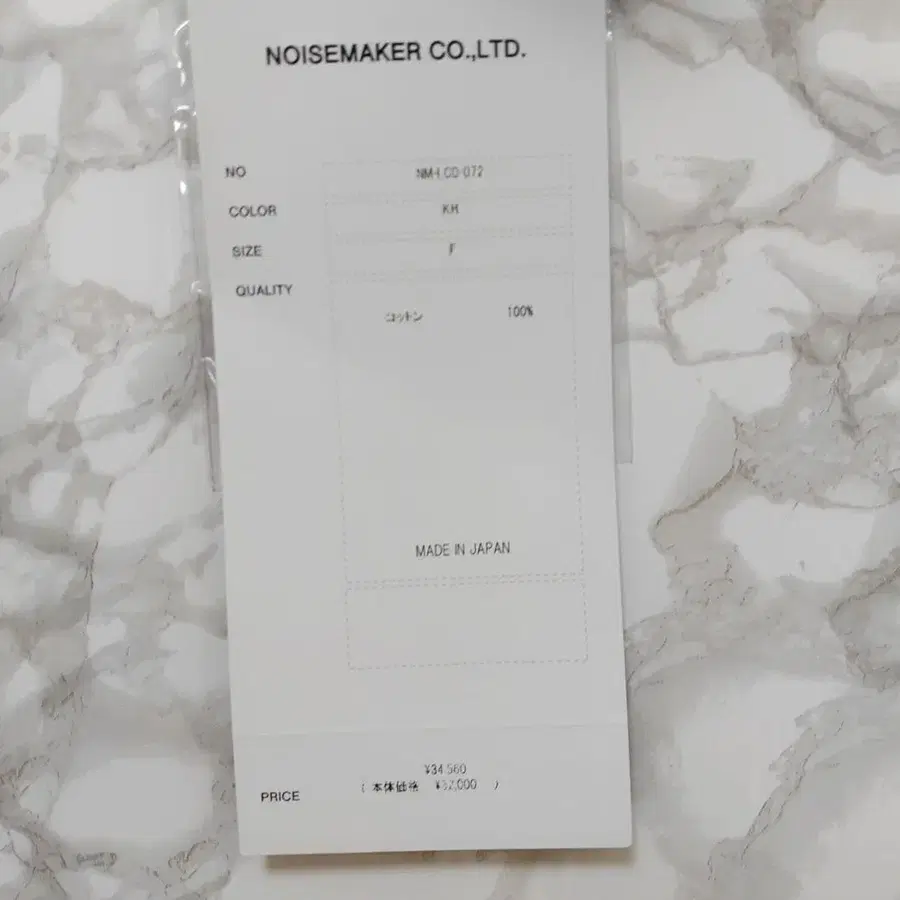 NOISEMAKER CO.,LTD.
NO NM-LCD-072
COLOR KH
SIZE F
QUALITY
コットン 100%
MADE IN JAPAN
¥34,560
( 本体価格 ¥32,000 )
PRICE